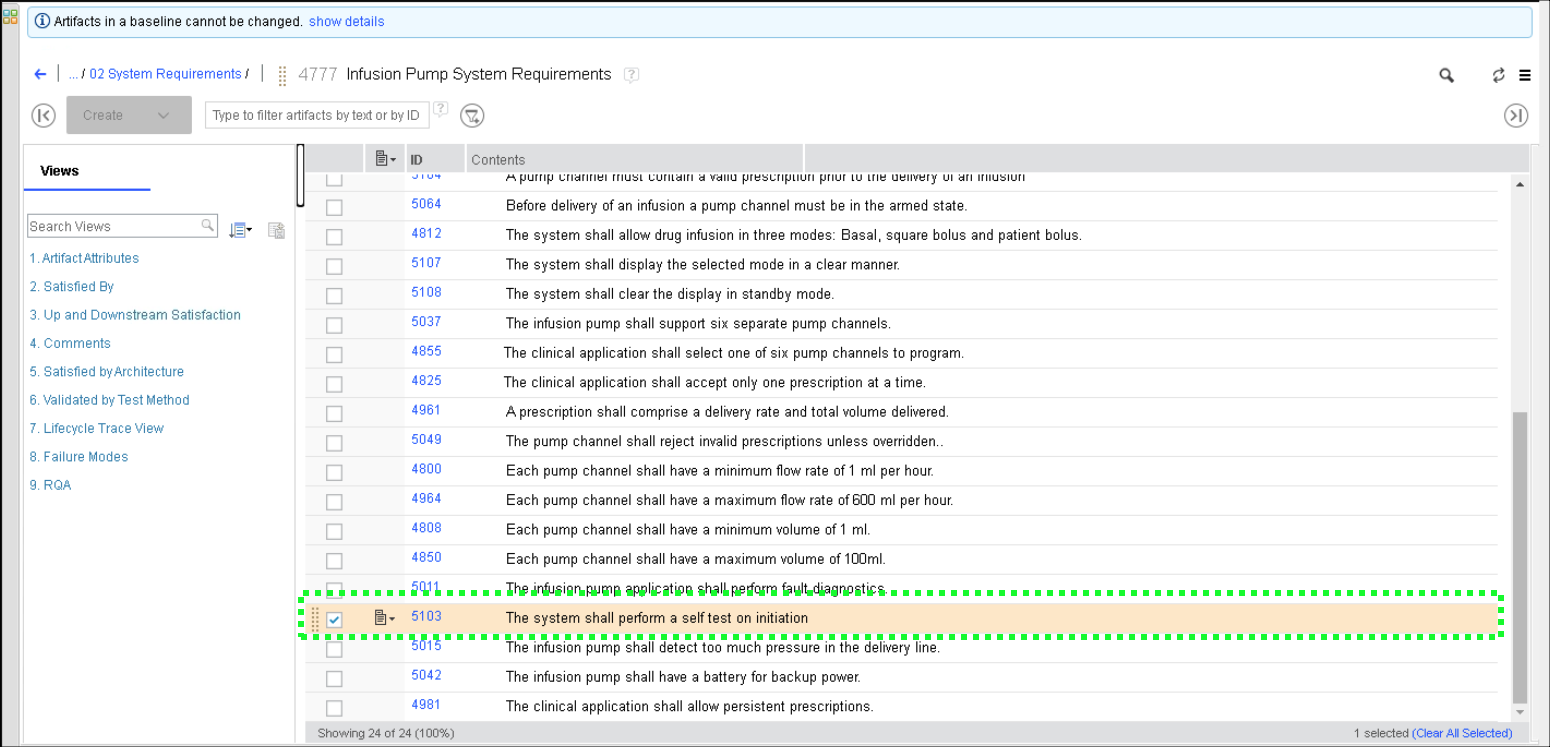 Artifacts in a baseline cannot be changed. show details
... / 02 System Requirements / 4777 Infusion Pump System Requirements ?
Create Type to filter artifacts by text or by ID ?
Views
Search Views
1. Artifact Attributes
2. Satisfied By
3. Up and Downstream Satisfaction
4. Comments
5. Satisfied by Architecture
6. Validated by Test Method
7. Lifecycle Trace View
8. Failure Modes
9. RQA
ID Contents
5104 A pump channel must contain a valid prescription prior to the delivery of an infusion
5064 Before delivery of an infusion a pump channel must be in the armed state.
4812 The system shall allow drug infusion in three modes: Basal, square bolus and patient bolus.
5107 The system shall display the selected mode in a clear manner.
5108 The system shall clear the display in standby mode.
5037 The infusion pump shall support six separate pump channels.
4855 The clinical application shall select one of six pump channels to program.
4825 The clinical application shall accept only one prescription at a time.
4961 A prescription shall comprise a delivery rate and total volume delivered.
5049 The pump channel shall reject invalid prescriptions unless overridden..
4800 Each pump channel shall have a minimum flow rate of 1 ml per hour.
4964 Each pump channel shall have a maximum flow rate of 600 ml per hour.
4808 Each pump channel shall have a minimum volume of 1 ml.
4850 Each pump channel shall have a maximum volume of 100ml.
5011 The infusion pump application shall perform fault diagnostics.
5103 The system shall perform a self test on initiation
5015 The infusion pump shall detect too much pressure in the delivery line.
5042 The infusion pump shall have a battery for backup power.
4981 The clinical application shall allow persistent prescriptions.
Showing 24 of 24 (100%) 1 selected (Clear All Selected)